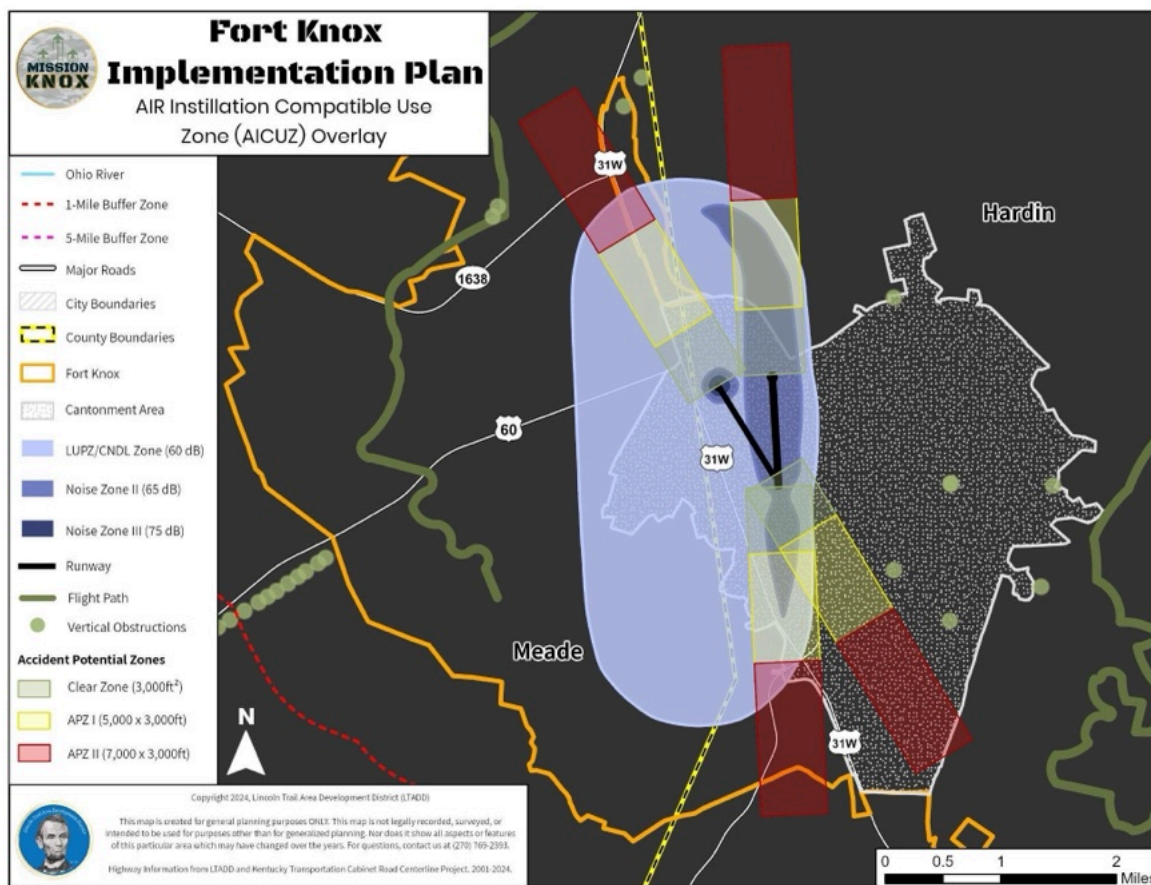 MISSION
KNOX
Fort Knox
Implementation Plan
AIR Instillation Compatible Use
Zone (AICUZ) Overlay
Ohio River
1-Mile Buffer Zone
5-Mile Buffer Zone
Major Roads
City Boundaries
County Boundaries
Fort Knox
Cantonment Area
LUPZ/CNDL Zone (60 dB)
Noise Zone II (65 dB)
Noise Zone III (75 dB)
Runway
Flight Path
Vertical Obstructions
Accident Potential Zones
Clear Zone (3,000ft²)
APZ I (5,000 x 3,000ft)
APZ II (7,000 x 3,000ft)
N
31W
Hardin
1638
60
31W
Meade
31W
Copyright 2024, Lincoln Trail Area Development District (LTADD)
This map is created for general planning purposes ONLY. This map is not legally recorded, surveyed, or
intended to be used for purposes other than for generalized planning. Nor does it show all aspects or features
of this particular area which may have changed over the years. For questions, contact us at (270) 769-2393.
Highway Information from LTADD and Kentucky Transportation Cabinet Road Centerline Project, 2001-2024.
0 0.5 1 2
Miles